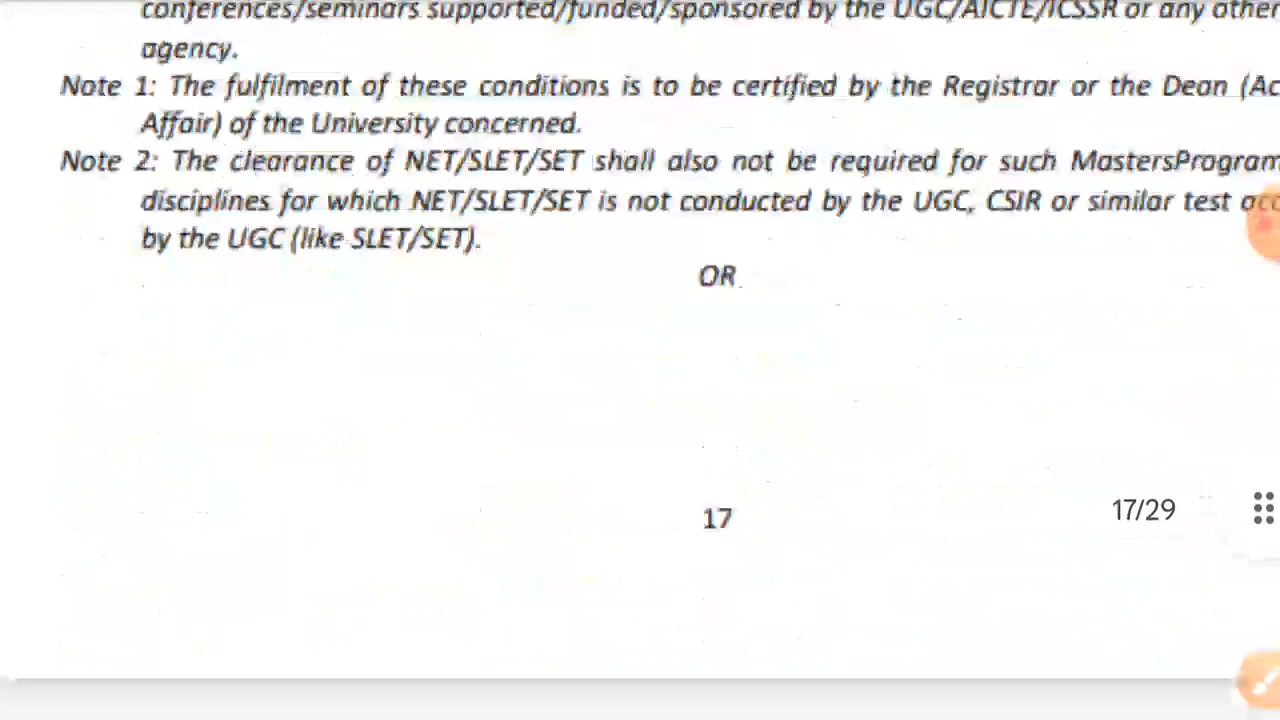 conferences/seminars supported/funded/sponsored by the UGC/AICTE/ICSSR or any other
agency.
Note 1: The fulfilment of these conditions is to be certified by the Registrar or the Dean (Ac
Affair) of the University concerned.
Note 2: The clearance of NET/SLET/SET shall also not be required for such MastersProgram
disciplines for which NET/SLET/SET is not conducted by the UGC, CSIR or similar test acc
by the UGC (like SLET/SET).
OR
17
17/29